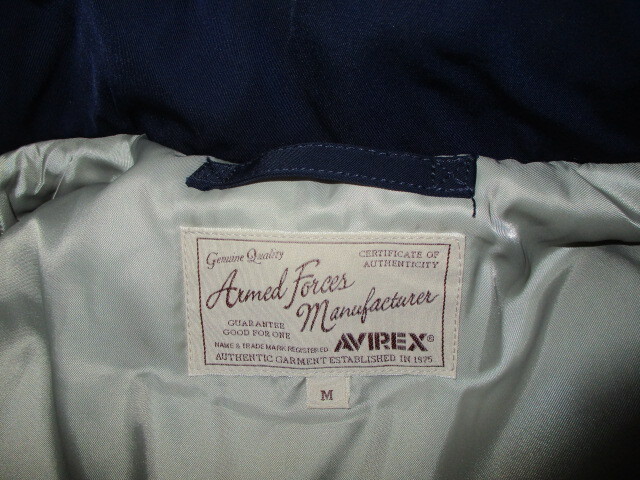 Genuine Quality
CERTIFICATE OF
AUTHENTICITY
Armed Forces
Manufacturer
GUARANTEE
GOOD FOR ONE
NAME & TRADE MARK REGISTERED
AVIREX®
AUTHENTIC GARMENT ESTABLISHED IN 1975
M